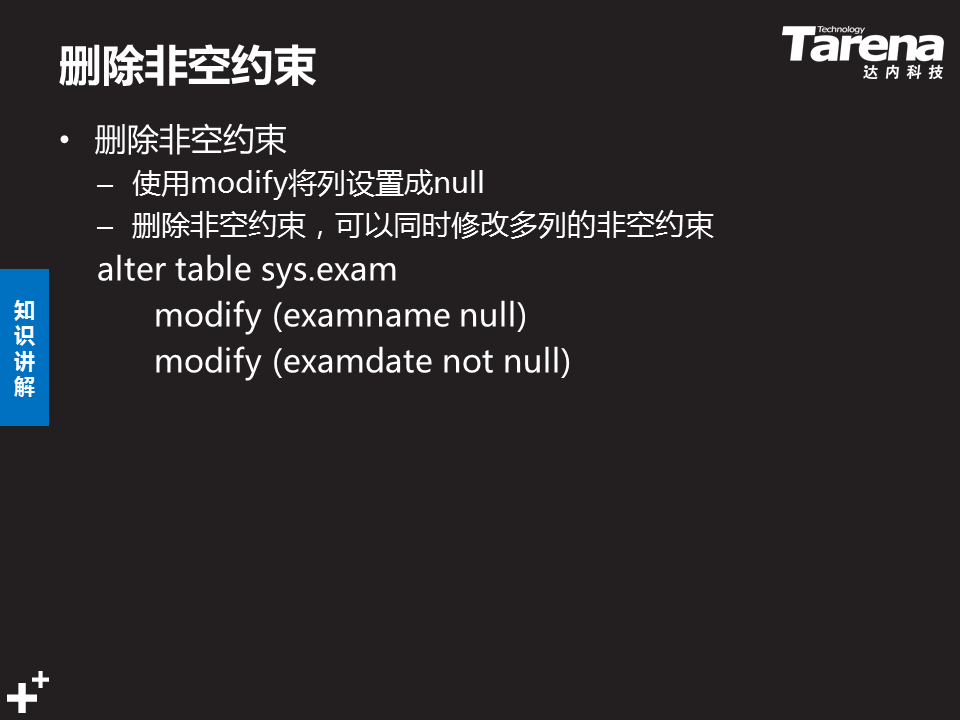 删除非空约束
Technology
Tarena
达内科技
• 删除非空约束
– 使用modify将列设置成null
– 删除非空约束，可以同时修改多列的非空约束
alter table sys.exam
modify (examname null)
modify (examdate not null)
知识讲解